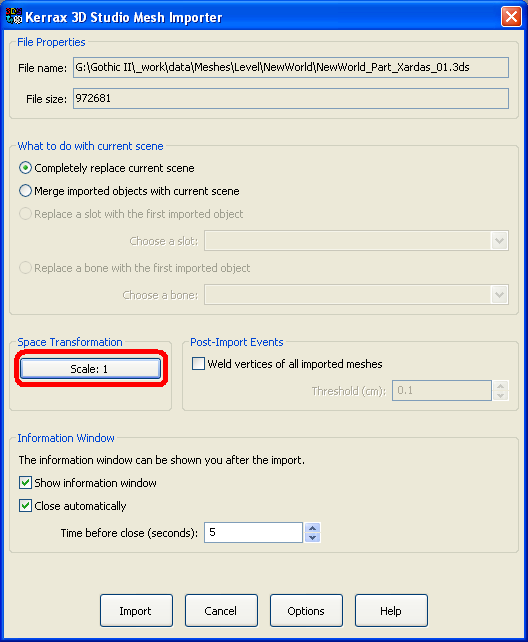 Kerrax 3D Studio Mesh Importer
File Properties
File name: G:\Gothic II\_work\data\Meshes\Level\NewWorld\NewWorld_Part_Xardas_01.3ds
File size: 972681
What to do with current scene
Completely replace current scene
Merge imported objects with current scene
Replace a slot with the first imported object
Choose a slot:
Replace a bone with the first imported object
Choose a bone:
Space Transformation
Scale: 1
Post-Import Events
Weld vertices of all imported meshes
Threshold (cm): 0.1
Information Window
The information window can be shown you after the import.
Show information window
Close automatically
Time before close (seconds): 5
Import Cancel Options Help